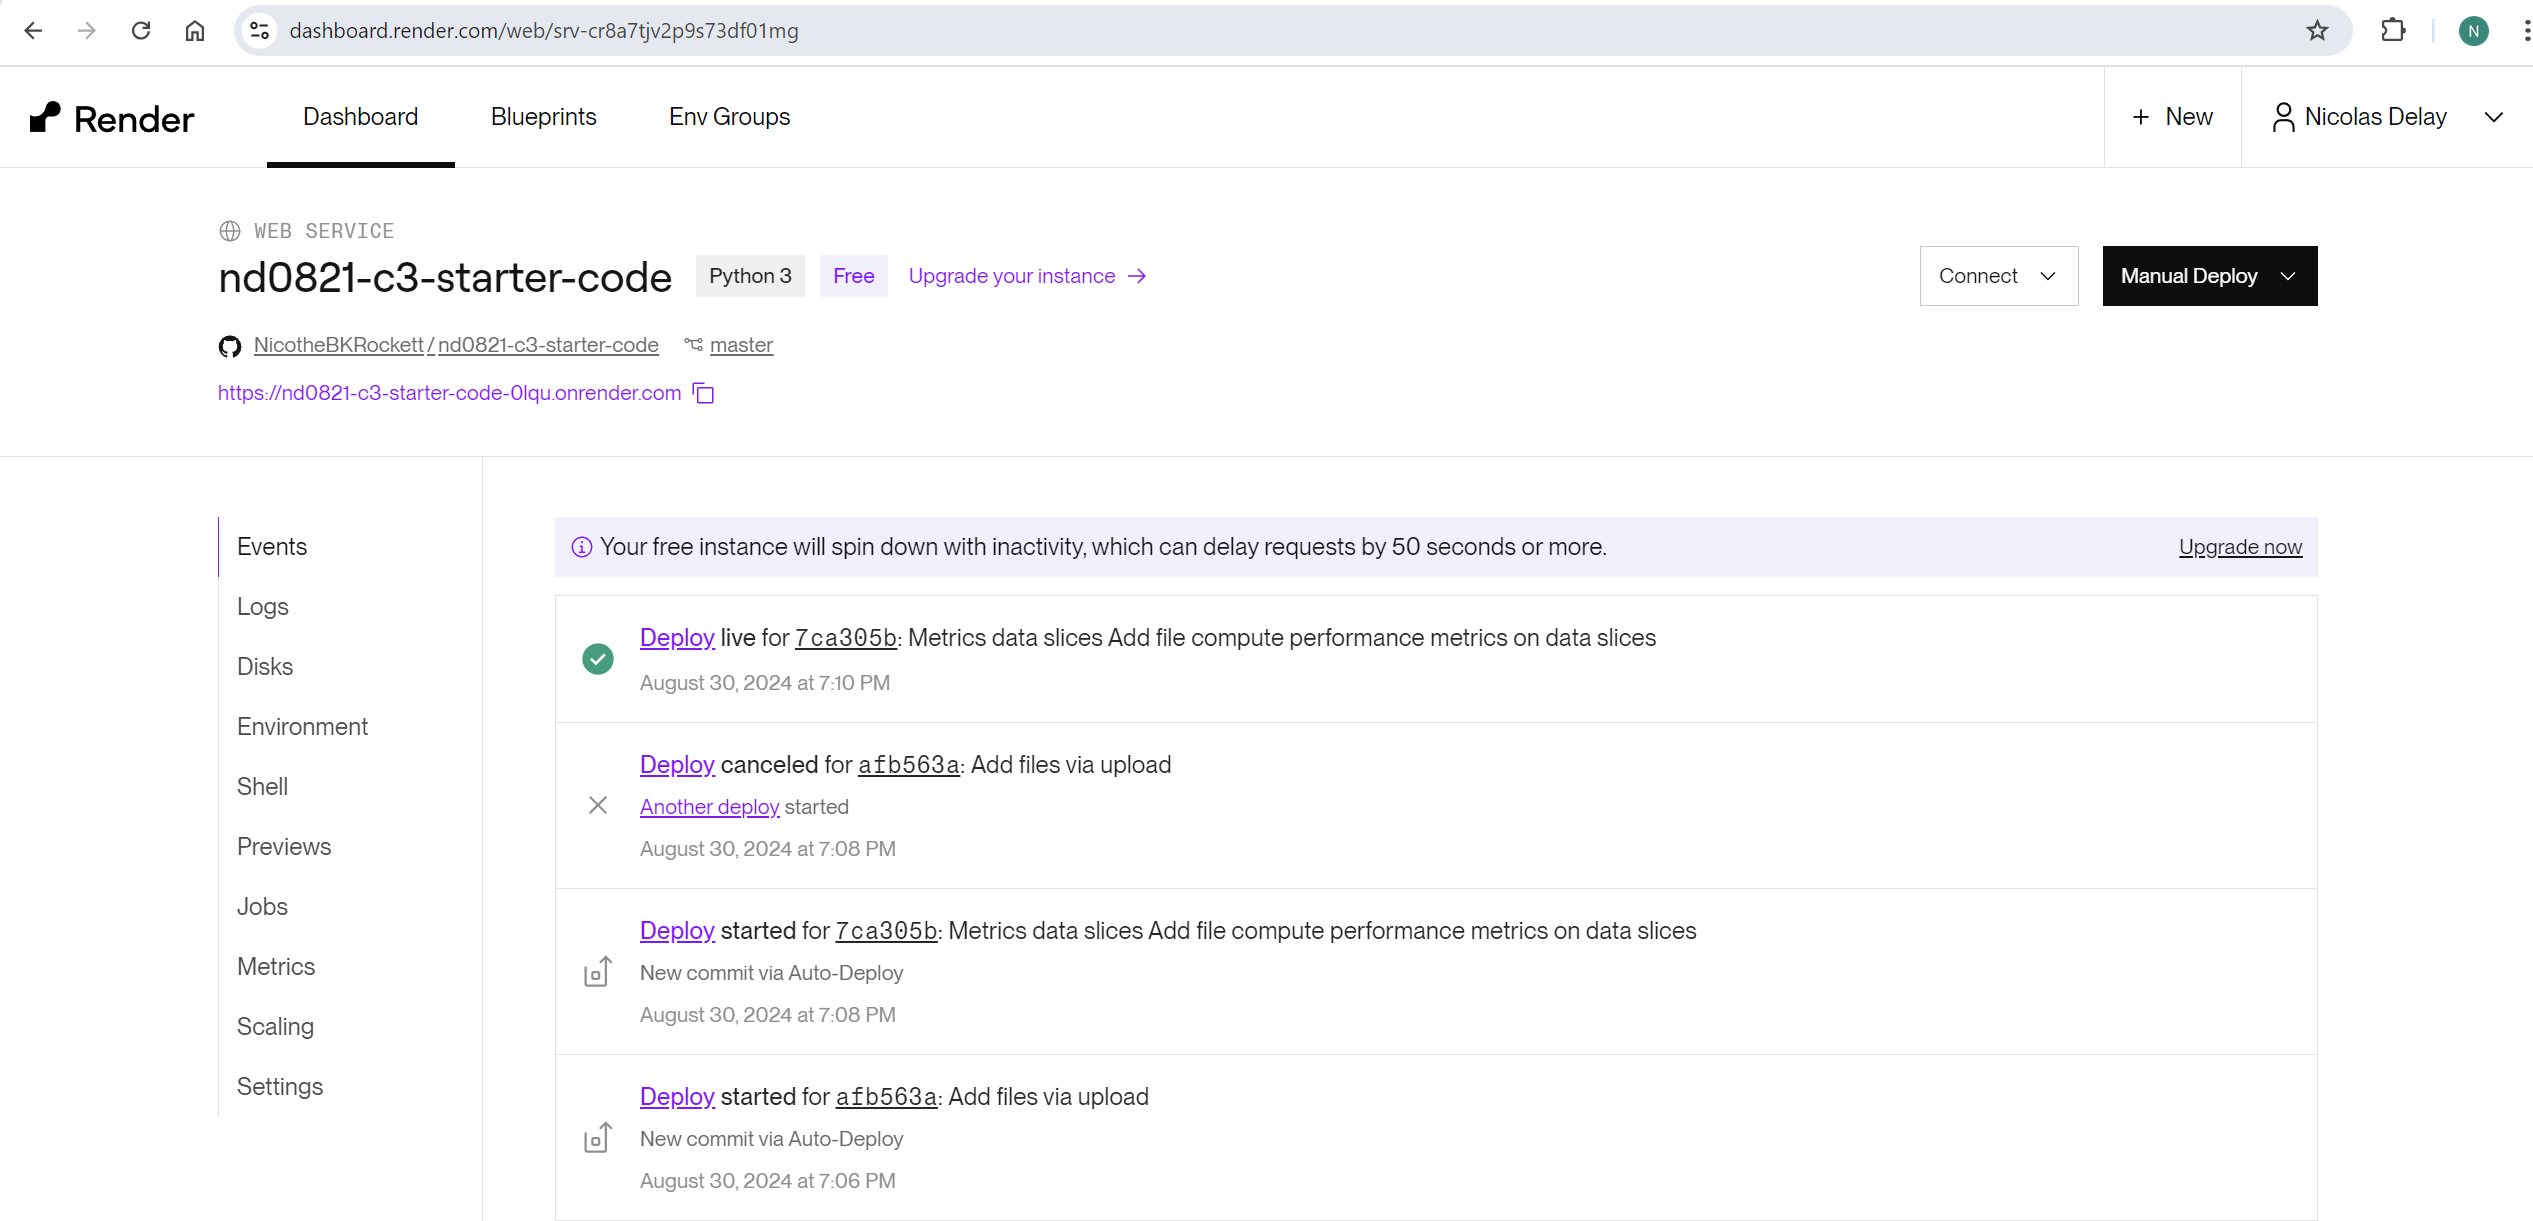 dashboard.render.com/web/srv-cr8a7tjv2p9s73df01mg
N
Render
Dashboard
Blueprints
Env Groups
+ New
Nicolas Delay
WEB SERVICE
nd0821-c3-starter-code
Python 3
Free
Upgrade your instance →
Connect
Manual Deploy
NicotheBKRockett / nd0821-c3-starter-code
master
https://nd0821-c3-starter-code-0lqu.onrender.com
Events
Logs
Disks
Environment
Shell
Previews
Jobs
Metrics
Scaling
Settings
Your free instance will spin down with inactivity, which can delay requests by 50 seconds or more.
Upgrade now
Deploy live for 7ca305b: Metrics data slices Add file compute performance metrics on data slices
August 30, 2024 at 7:10 PM
Deploy canceled for afb563a: Add files via upload
Another deploy started
August 30, 2024 at 7:08 PM
Deploy started for 7ca305b: Metrics data slices Add file compute performance metrics on data slices
New commit via Auto-Deploy
August 30, 2024 at 7:08 PM
Deploy started for afb563a: Add files via upload
New commit via Auto-Deploy
August 30, 2024 at 7:06 PM